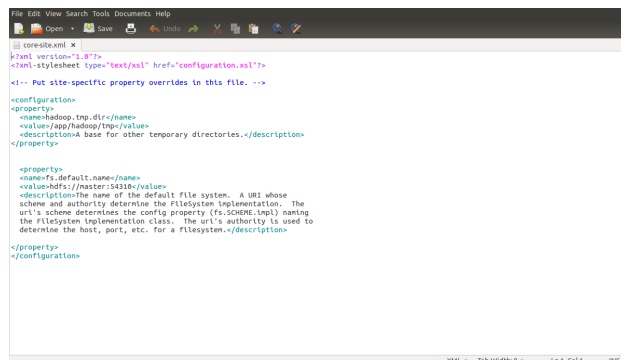 File Edit View Search Tools Documents Help
Open Save Undo
core-site.xml ×
<?xml version="1.0"?>
<?xml-stylesheet type="text/xsl" href="configuration.xsl"?>
<!-- Put site-specific property overrides in this file. -->
<configuration>
<property>
<name>hadoop.tmp.dir</name>
<value>/app/hadoop/tmp</value>
<description>A base for other temporary directories.</description>
</property>
<property>
<name>fs.default.name</name>
<value>hdfs://master:54310</value>
<description>The name of the default file system. A URI whose
scheme and authority determine the FileSystem implementation. The
uri's scheme determines the config property (fs.SCHEME.impl) naming
the FileSystem implementation class. The uri's authority is used to
determine the host, port, etc. for a filesystem.</description>
</property>
</configuration>